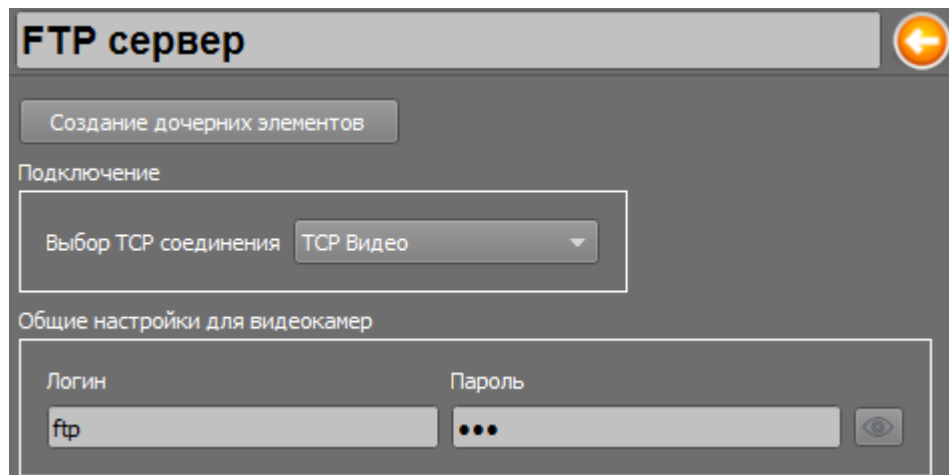 FTP сервер
Создание дочерних элементов
Подключение
Выбор TCP соединения TCP Видео
Общие настройки для видеокамер
Логин Пароль
ftp •••